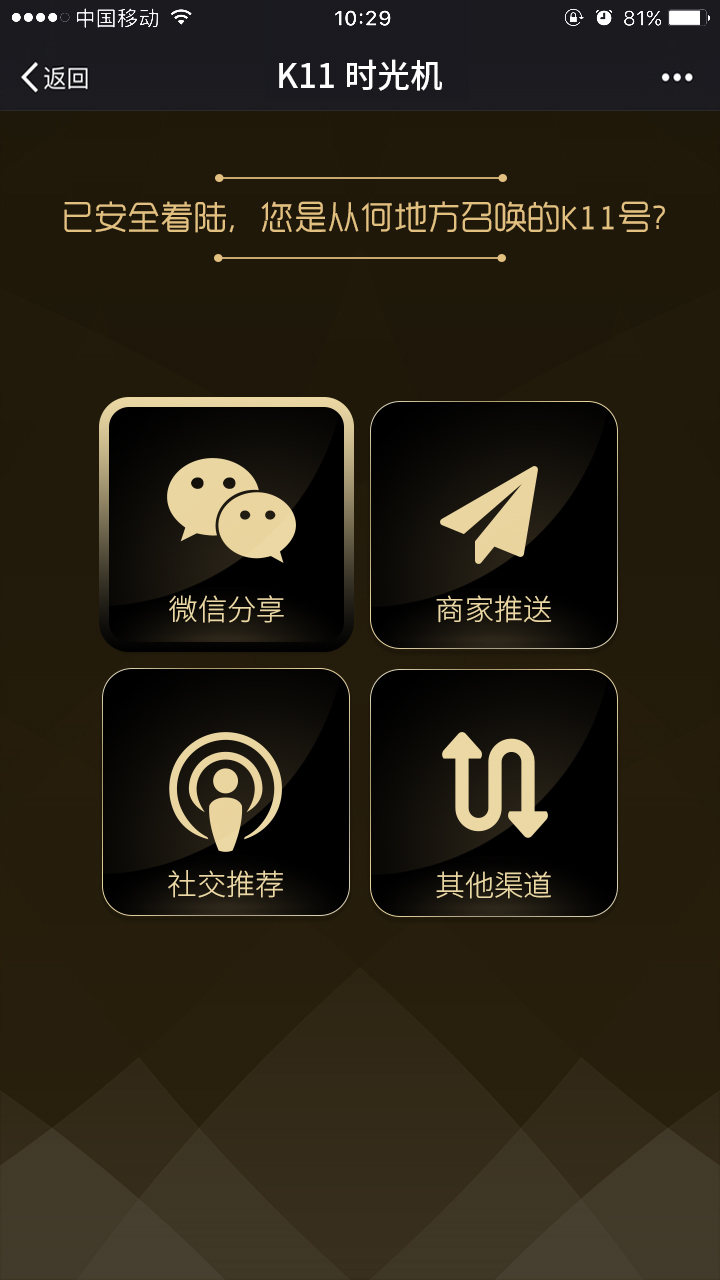 中国移动 10:29 81%
返回 K11 时光机
已安全着陆，您是从何地方召唤的K11号?
微信分享 商家推送
社交推荐 其他渠道